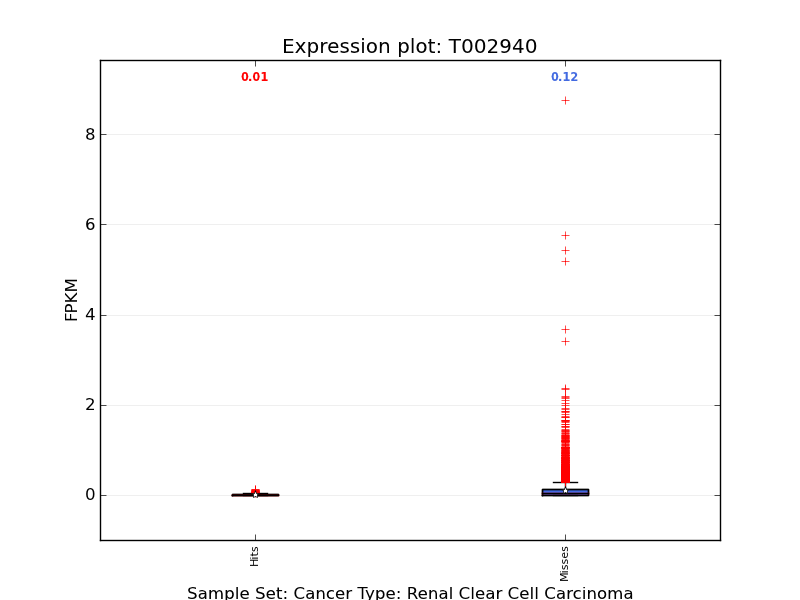 Expression plot: T002940
0.01
0.12
8
6
4
2
0
FPKM
Hits
Misses
Sample Set: Cancer Type: Renal Clear Cell Carcinoma